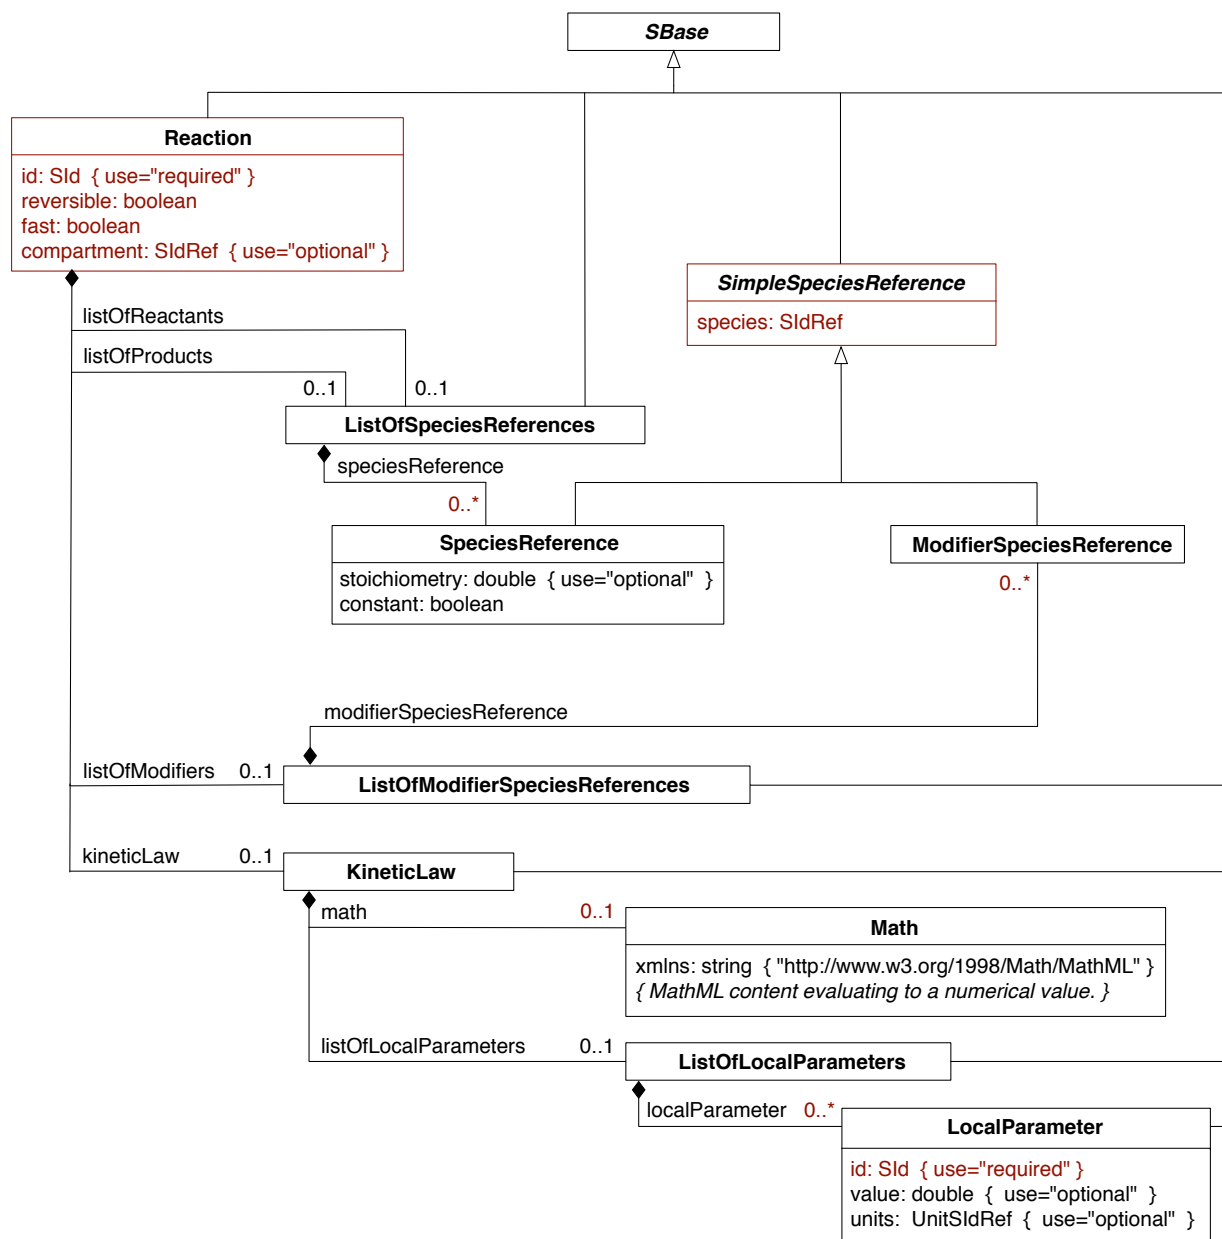 SBase
Reaction
id: SId { use="required" }
reversible: boolean
fast: boolean
compartment: SIdRef { use="optional" }
SimpleSpeciesReference
species: SIdRef
listOfReactants
listOfProducts
0..1
0..1
ListOfSpeciesReferences
speciesReference
0..*
SpeciesReference
stoichiometry: double { use="optional" }
constant: boolean
ModifierSpeciesReference
0..*
modifierSpeciesReference
listOfModifiers
0..1
ListOfModifierSpeciesReferences
kineticLaw
0..1
KineticLaw
math
0..1
Math
xmlns: string { "http://www.w3.org/1998/Math/MathML" }
{ MathML content evaluating to a numerical value. }
listOfLocalParameters
0..1
ListOfLocalParameters
localParameter
0..*
LocalParameter
id: SId { use="required" }
value: double { use="optional" }
units: UnitSIdRef { use="optional" }